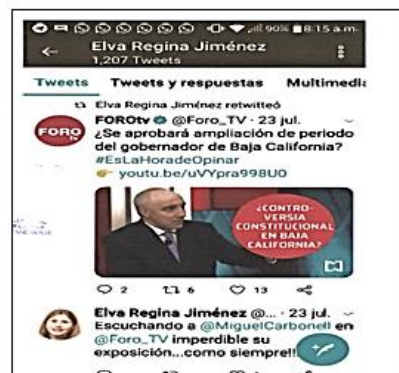 90% 8:15 a.m.
Elva Regina Jiménez
1,207 Tweets
Tweets Tweets y respuestas Multimedia
Elva Regina Jiménez retwitteó
FOROtv @Foro_TV · 23 jul.
FORO
tv
¿Se aprobará ampliación de periodo
del gobernador de Baja California?
#EsLaHoradeOpinar
youtu.be/uVYpra998U0
¿CONTRO-
VERSIA
CONSTITUCIONAL
EN BAJA
CALIFORNIA?
2 6 13
Elva Regina Jiménez @... · 23 jul.
Escuchando a @MiguelCarbonell en
@Foro_TV imperdible su
exposición...como siempre!!